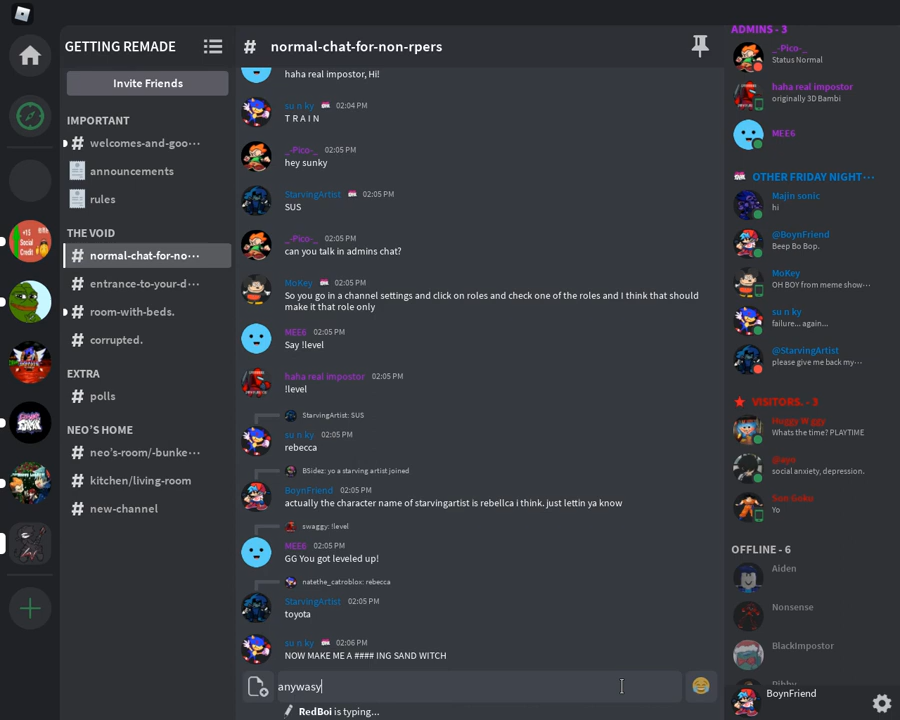 GETTING REMADE
Invite Friends
IMPORTANT
# welcomes-and-goo···
announcements
rules
THE VOID
# normal-chat-for-no···
# entrance-to-your-d···
# room-with-beds.
# corrupted.
EXTRA
# polls
NEO'S HOME
# neo's-room/-bunke···
# kitchen/living-room
# new-channel
+15
Social
Credit
# normal-chat-for-non-rpers
haha real impostor, Hi!
su n ky 02:04 PM
T R A I N
_-Pico-_ 02:05 PM
hey sunky
StarvingArtist 02:05 PM
SUS
_-Pico-_ 02:05 PM
can you talk in admins chat?
MoKey 02:05 PM
So you go in a channel settings and click on roles and check one of the roles and I think that should
make it that role only
MEE6 02:05 PM
Say !level
haha real impostor 02:05 PM
!level
StarvingArtist: SUS
su n ky 02:05 PM
rebecca
BSidez: yo a starving artist joined
BoynFriend 02:05 PM
actually the character name of starvingartist is rebellca i think. just lettin ya know
swaggy: !level
MEE6 02:05 PM
GG You got leveled up!
natethe_catroblox: rebecca
StarvingArtist 02:05 PM
toyota
su n ky 02:06 PM
NOW MAKE ME A #### ING SAND WITCH
anywasy
RedBoi is typing...
ADMINS - 3
_-Pico-_
Status Normal
haha real impostor
originally 3D Bambi
MEE6
OTHER FRIDAY NIGHT···
Majin sonic
hi
@BoynFriend
Beep Bo Bop.
MoKey
OH BOY from meme show···
su n ky
failure... again...
@StarvingArtist
please give me back my···
VISITORS. - 3
Huggy W ggy
Whats the time? PLAYTIME
@ayo
social anxiety, depression.
Son Goku
Yo
OFFLINE - 6
Aiden
Nonsense
BlackImpostor
Pibby
BoynFriend